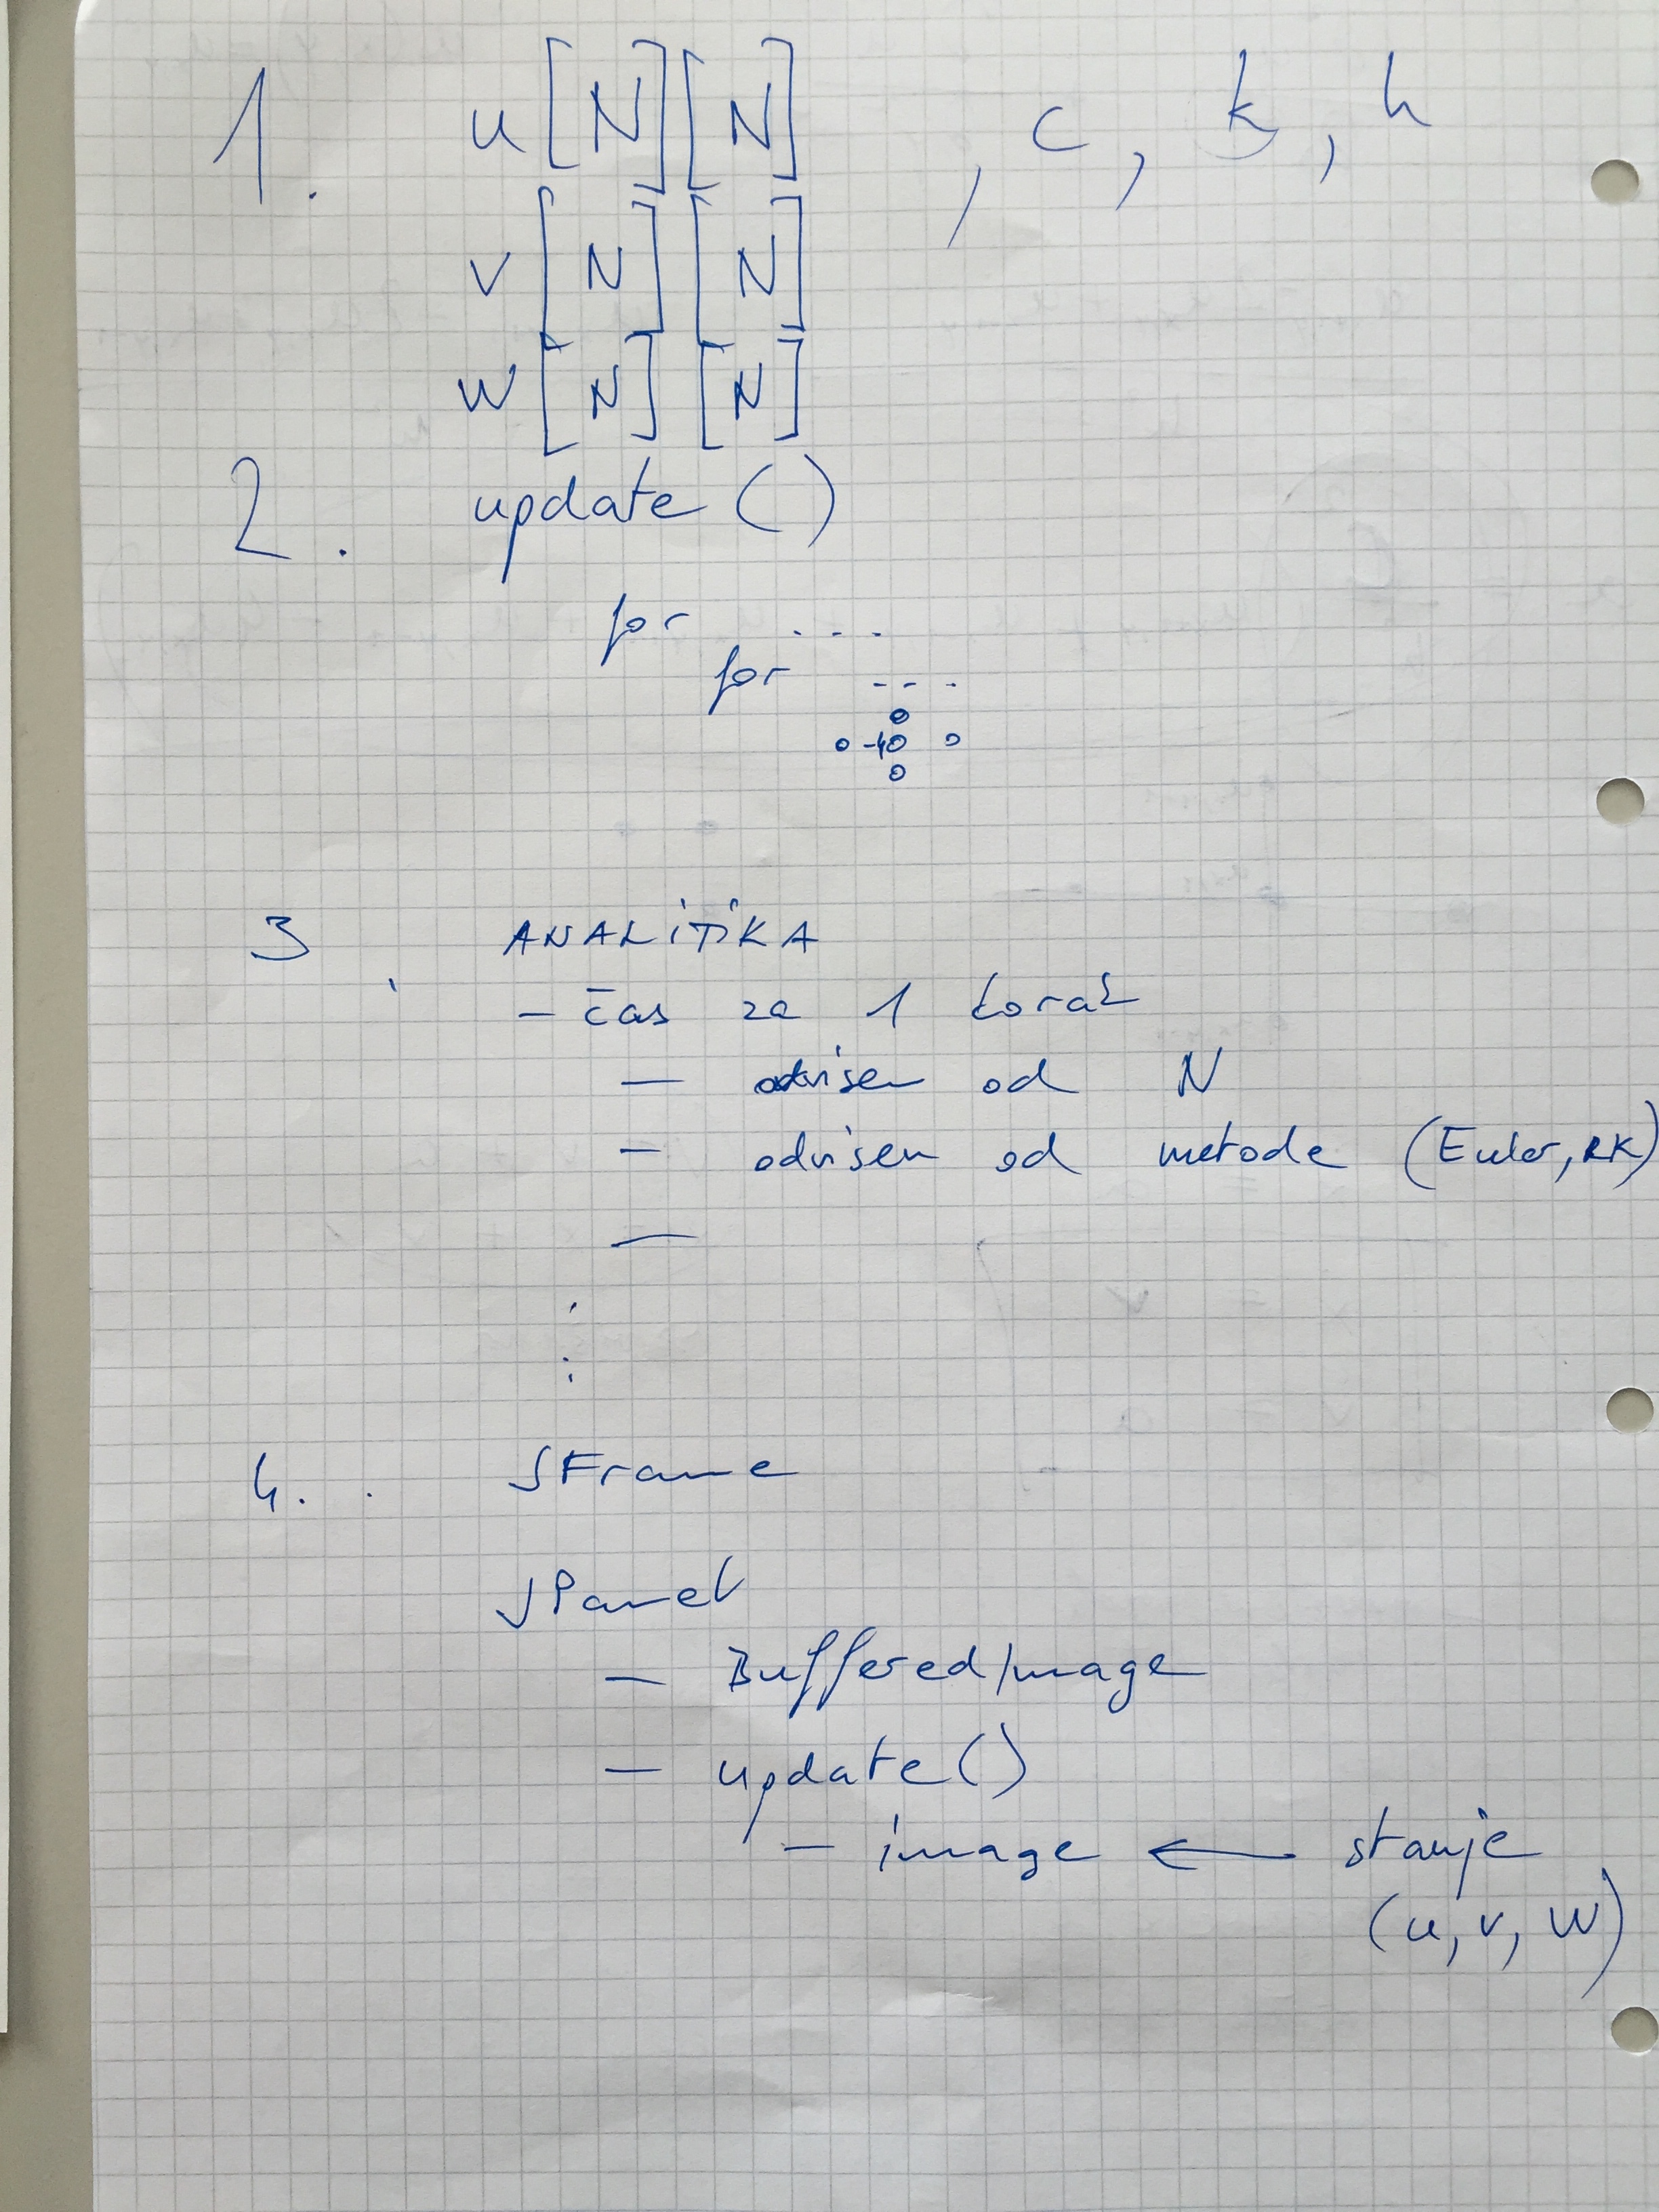 1. u[N][N] , c, k, h
v[N][N]
w[N][N]
2. update()
for ...
for ---
-4
3. ANALiTiKA
- čas za 1 korak
- odvisen od N
- odvisen od metode (Euler, RK)
-
:
4. JFrame
JPanel
- BufferedImage
- update()
- image ← stanje
(u, v, w)